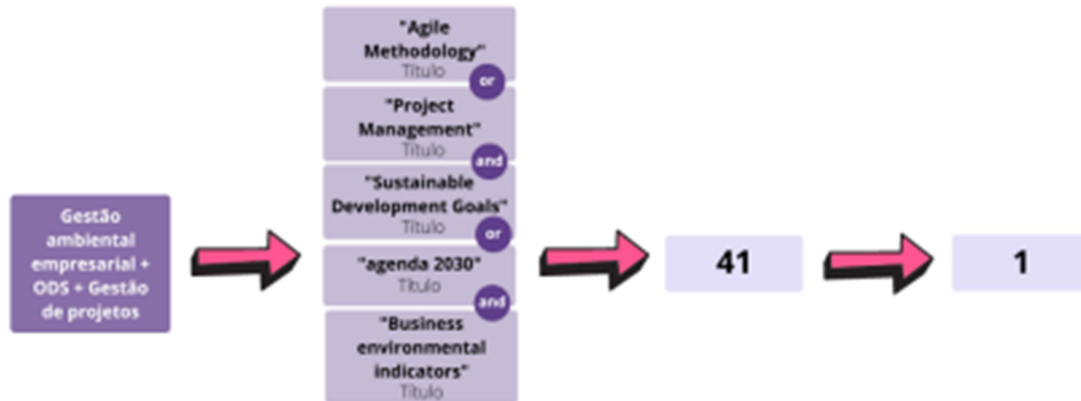 "Agile
Methodology"
Título
or
"Project
Management"
Título
and
"Sustainable
Development Goals"
Título
or
"agenda 2030"
Título
and
"Business
environmental
indicators"
Título
Gestão
ambiental
empresarial +
ODS + Gestão
de projetos
41
1